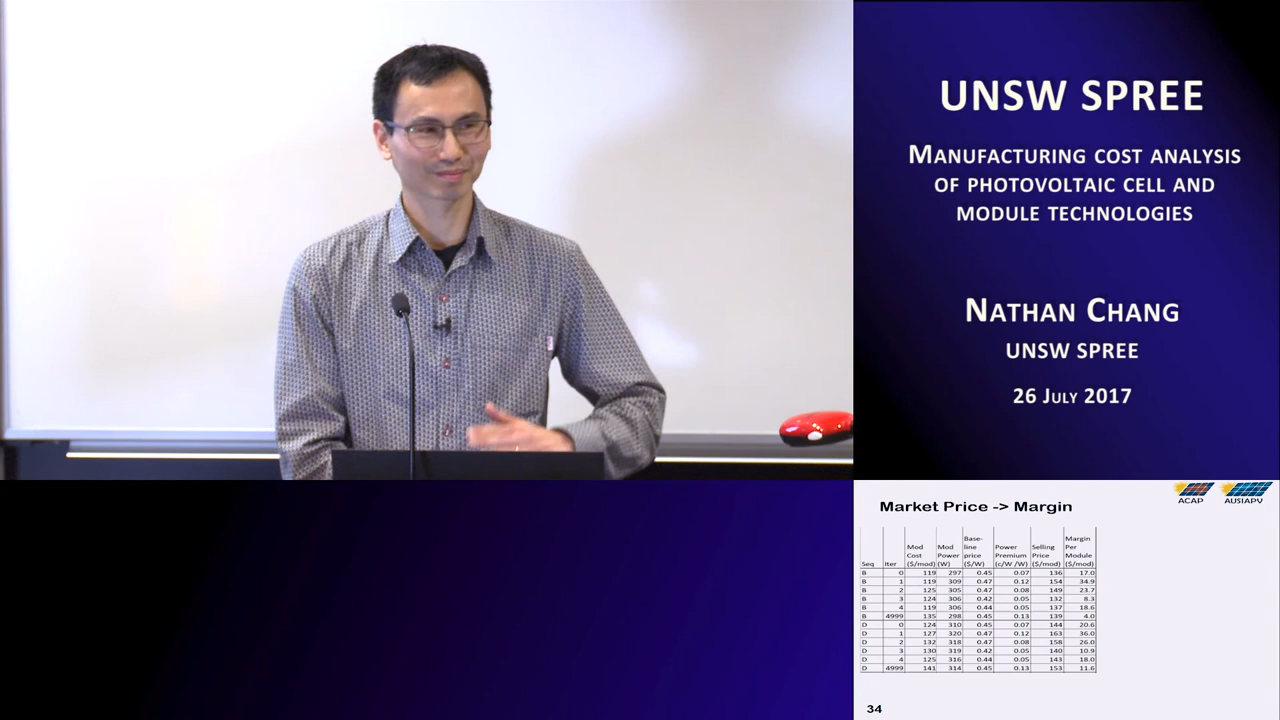 UNSW SPREE
MANUFACTURING COST ANALYSIS
OF PHOTOVOLTAIC CELL AND
MODULE TECHNOLOGIES
NATHAN CHANG
UNSW SPREE
26 JULY 2017
Market Price -> Margin
ACAP AUSIAPV
Seq Iter Mod Cost ($/mod) Mod Power (W) Base-line price ($/W) Power Premium (c/W /W) Selling Price ($/mod) Margin Per Module ($/mod)
B 0 119 297 0.45 0.07 136 17.0
B 1 119 309 0.47 0.12 154 34.9
B 2 125 305 0.47 0.08 149 23.7
B 3 124 306 0.42 0.05 132 8.3
B 4 119 306 0.44 0.05 137 18.6
B 4999 135 298 0.45 0.13 139 4.0
D 0 124 310 0.45 0.07 144 20.6
D 1 127 320 0.47 0.12 163 36.0
D 2 132 318 0.47 0.08 158 26.0
D 3 130 319 0.42 0.05 140 10.9
D 4 125 316 0.44 0.05 143 18.0
D 4999 141 314 0.45 0.13 153 11.6
34